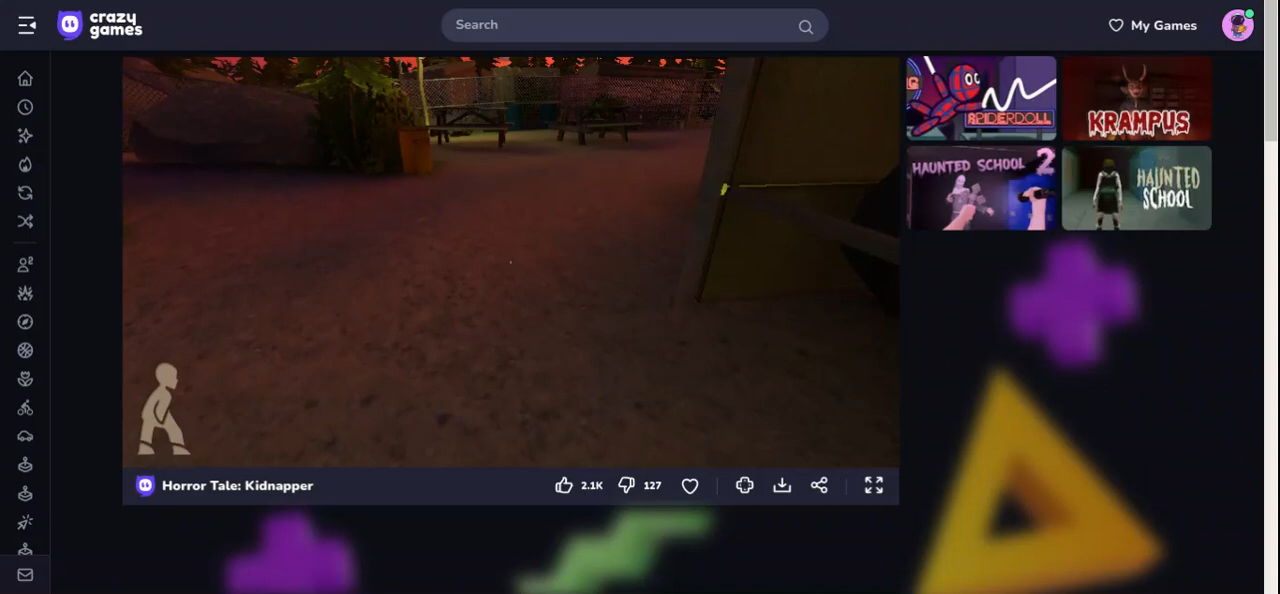 crazy games
Search
My Games
SPIDERDOLL
KRAMPUS
HAUNTED SCHOOL 2
HAUNTED SCHOOL
Horror Tale: Kidnapper
2.1K
127